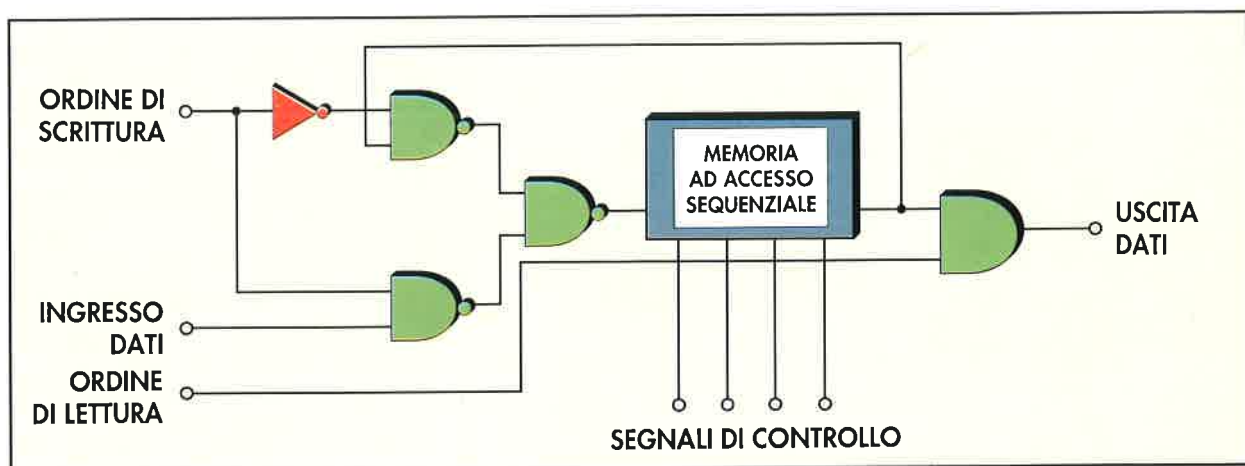 ORDINE DI
SCRITTURA
MEMORIA
AD ACCESSO
SEQUENZIALE
USCITA
DATI
INGRESSO
DATI
ORDINE
DI LETTURA
SEGNALI DI CONTROLLO